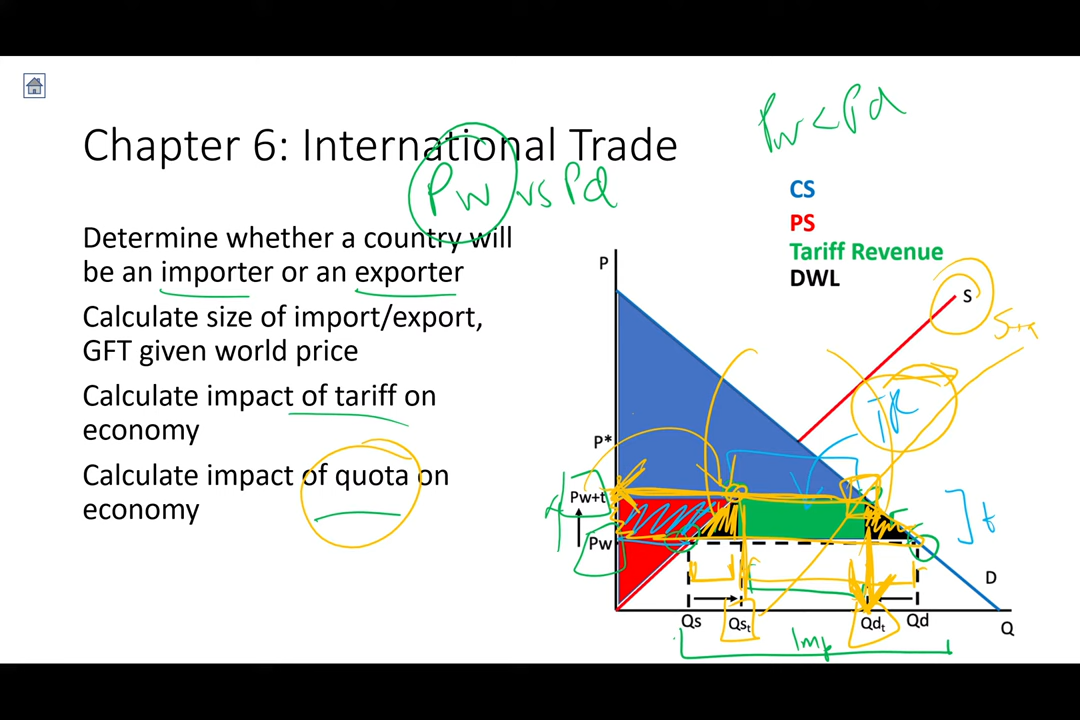 Pw < Pd
Chapter 6: International Trade
Pw vs Pd
CS
PS
Tariff Revenue
DWL
Determine whether a country will
be an importer or an exporter
Calculate size of import/export,
GFT given world price
Calculate impact of tariff on
economy
Calculate impact of quota on
economy
P
S
TR
P*
Pw+t
Pw
t
D
Qs
Qst
Qdt
Qd
Q
Imp